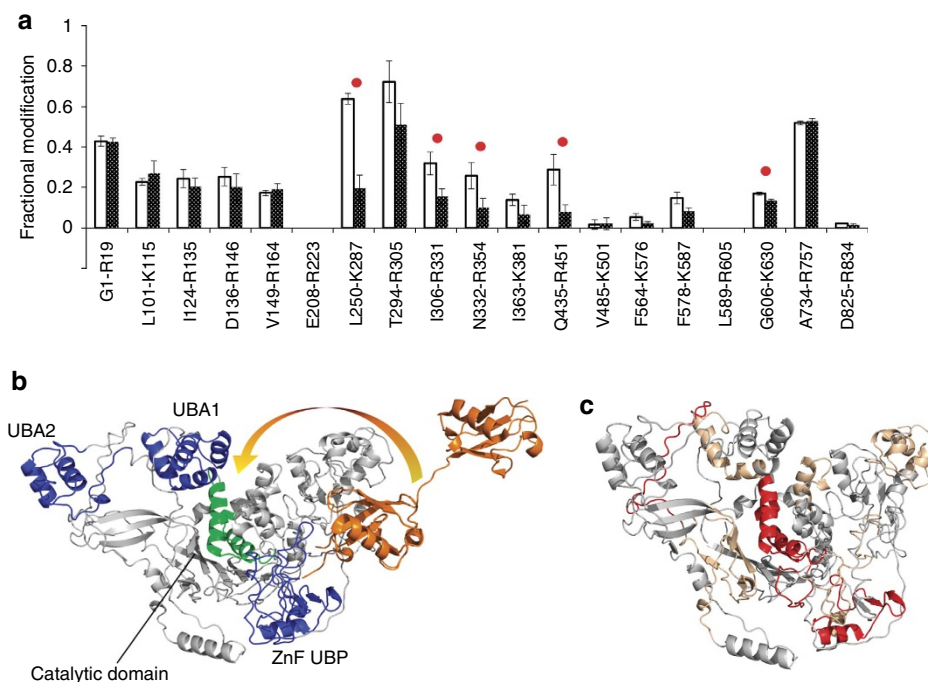 a
1
0.8
0.6
0.4
0.2
0
Fractional modification
G1-R19
L101-K115
I124-R135
D136-R146
V149-R164
E208-R223
L250-K287
T294-R305
I306-R331
N332-R354
I363-K381
Q435-R451
V485-K501
F564-K576
F578-K587
L589-R605
G606-K630
A734-R757
D825-R834
b
UBA2
UBA1
Catalytic domain
ZnF UBP
c